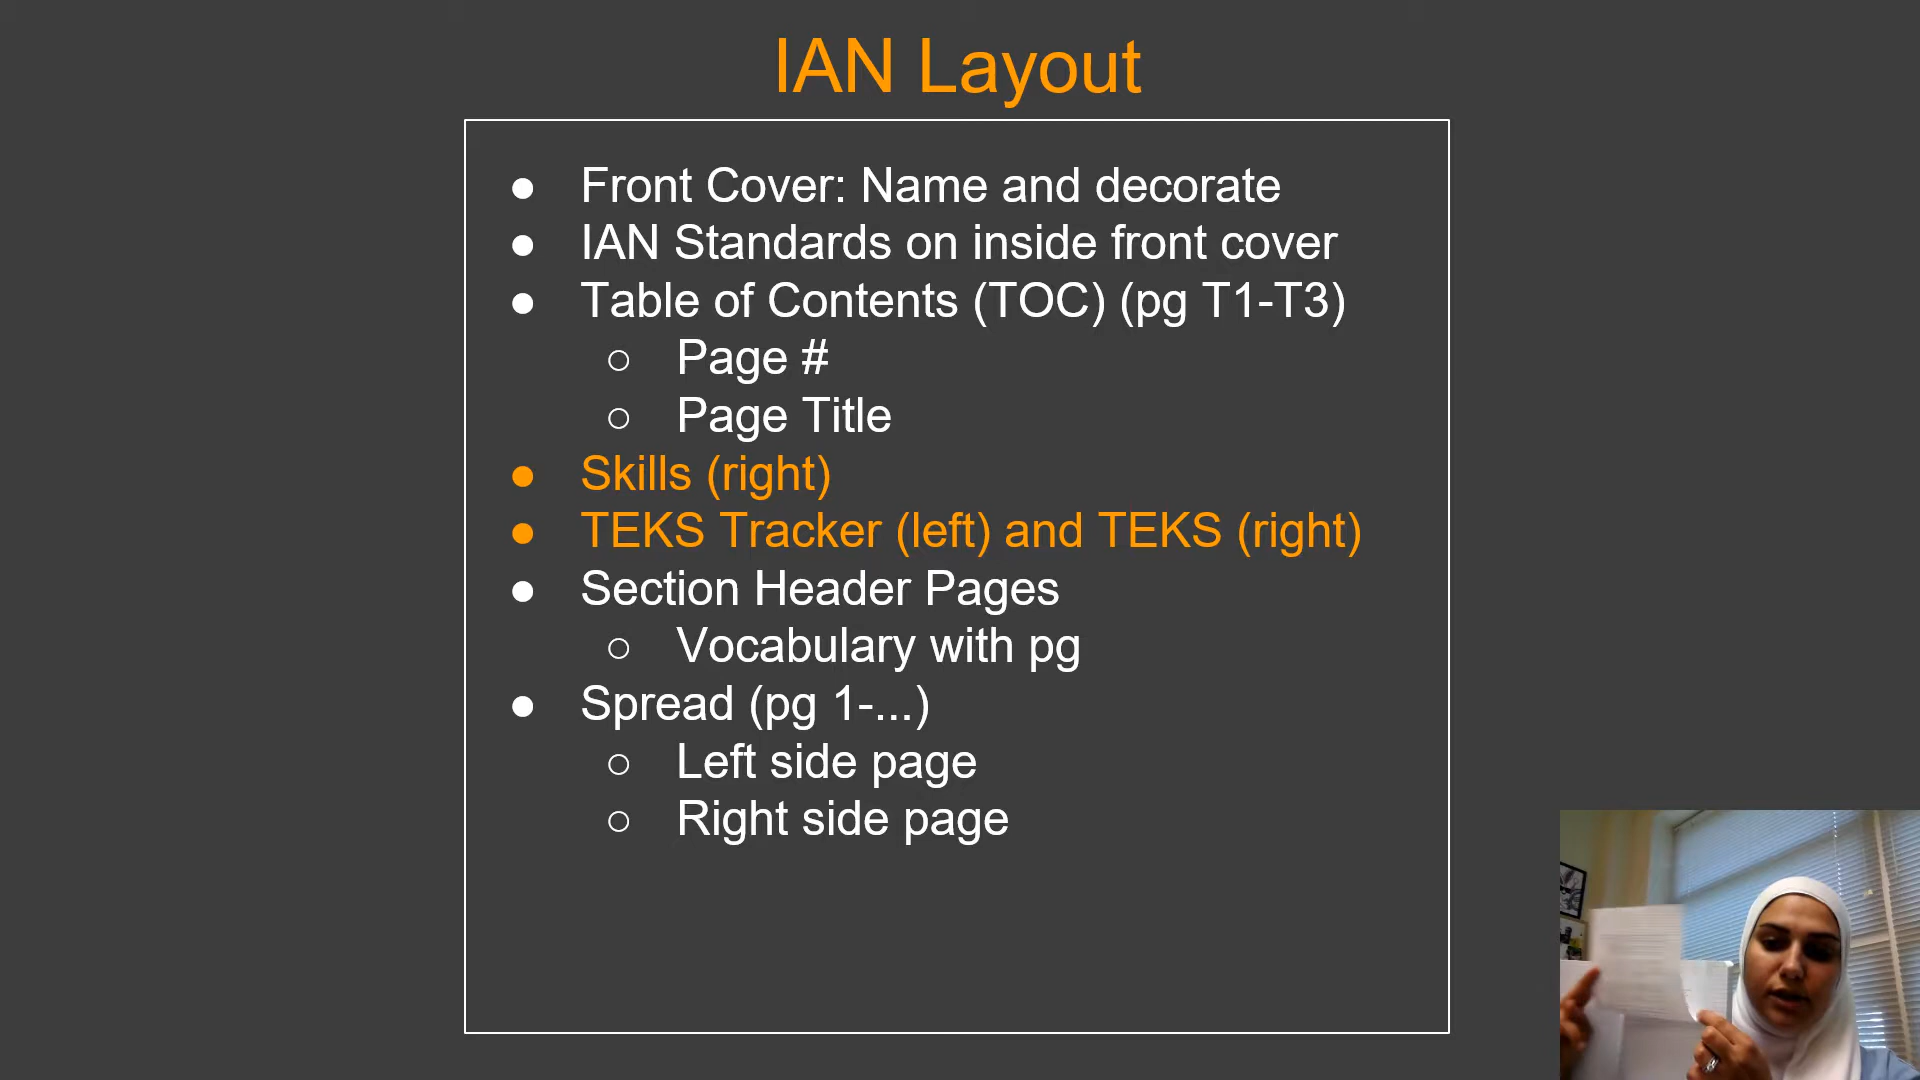 IAN Layout
● Front Cover: Name and decorate
● IAN Standards on inside front cover
● Table of Contents (TOC) (pg T1-T3)
○ Page #
○ Page Title
● Skills (right)
● TEKS Tracker (left) and TEKS (right)
● Section Header Pages
○ Vocabulary with pg
● Spread (pg 1-...)
○ Left side page
○ Right side page